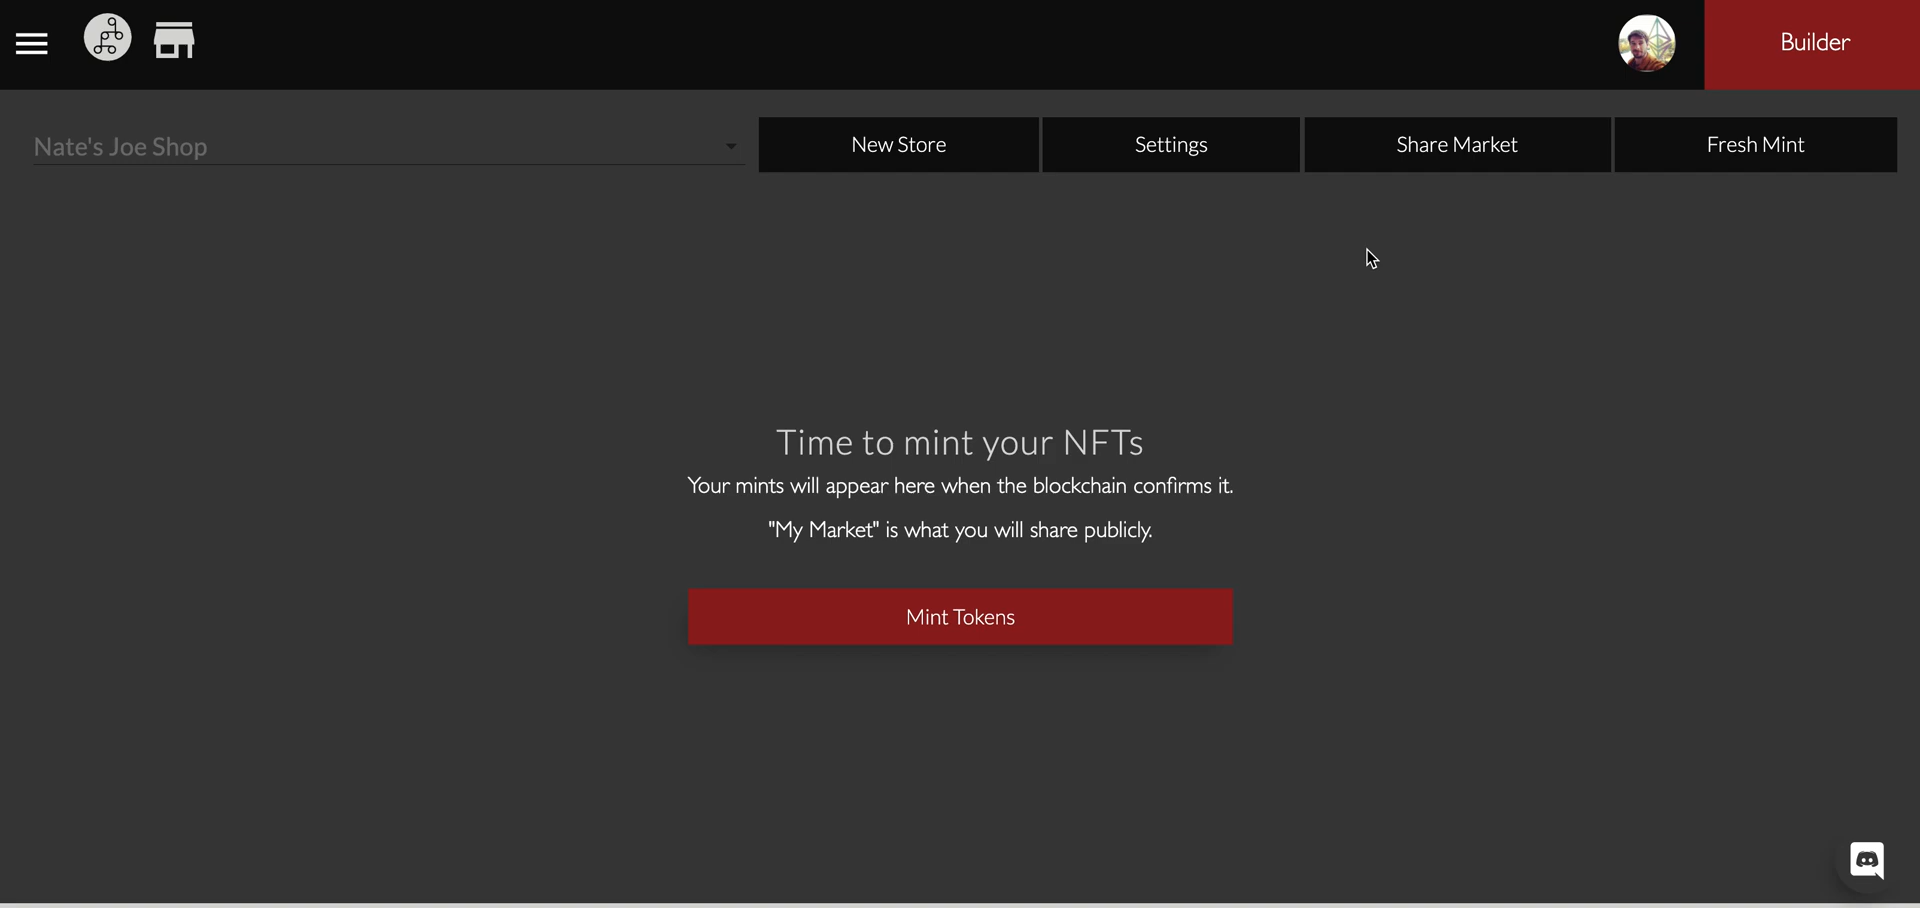 Builder
Nate's Joe Shop
New Store
Settings
Share Market
Fresh Mint
Time to mint your NFTs
Your mints will appear here when the blockchain confirms it.
"My Market" is what you will share publicly.
Mint Tokens